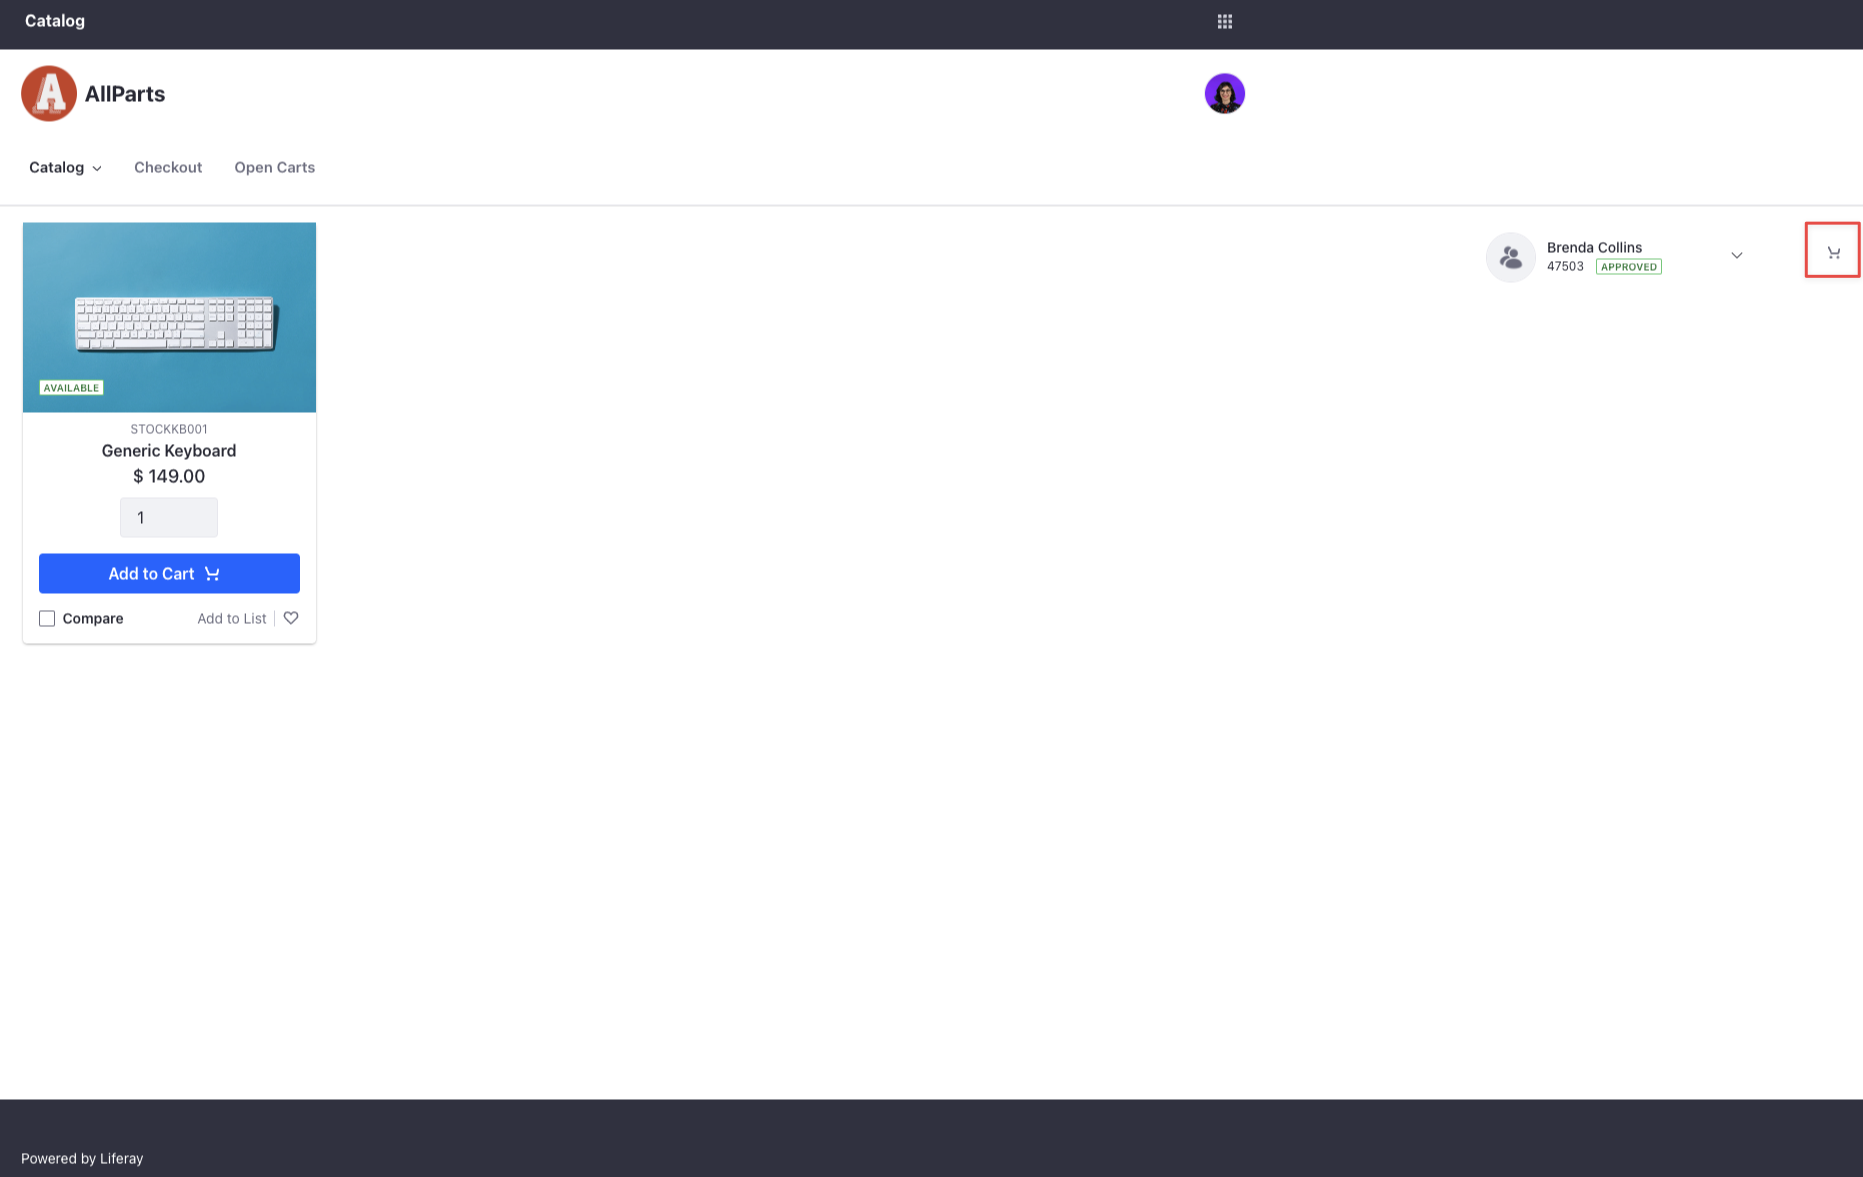 Catalog
A AllParts
Catalog Checkout Open Carts
Brenda Collins
47503 APPROVED
AVAILABLE
STOCKKB001
Generic Keyboard
$ 149.00
1
Add to Cart
Compare Add to List
Powered by Liferay